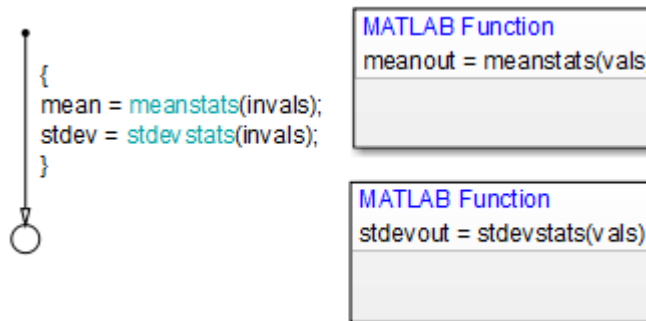 {
mean = meanstats(invals);
stdev = stdevstats(invals);
}
MATLAB Function
meanout = meanstats(vals
MATLAB Function
stdevout = stdevstats(vals)